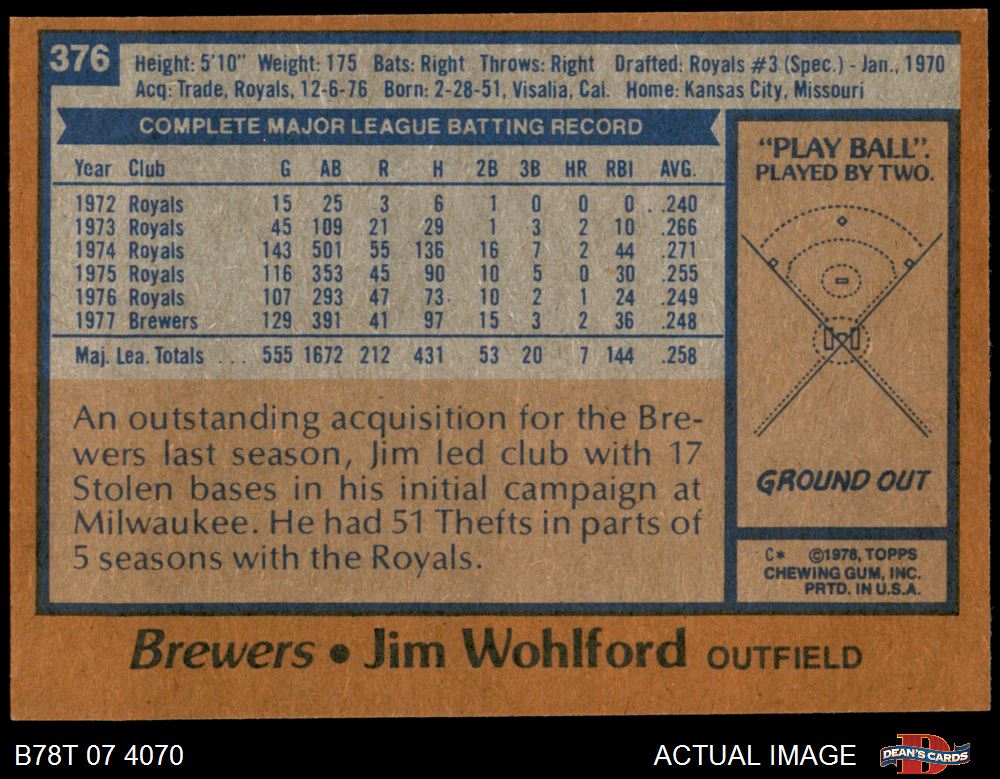 376
Height: 5'10" Weight: 175 Bats: Right Throws: Right Drafted: Royals #3 (Spec.) - Jan., 1970
Acq: Trade, Royals, 12-6-76 Born: 2-28-51, Visalia, Cal. Home: Kansas City, Missouri
COMPLETE MAJOR LEAGUE BATTING RECORD
Year Club G AB R H 2B 3B HR RBI AVG.
1972 Royals 15 25 3 6 1 0 0 0 .240
1973 Royals 45 109 21 29 1 3 2 10 .266
1974 Royals 143 501 55 136 16 7 2 44 .271
1975 Royals 116 353 45 90 10 5 0 30 .255
1976 Royals 107 293 47 73 10 2 1 24 .249
1977 Brewers 129 391 41 97 15 3 2 36 .248
Maj. Lea. Totals ... 555 1672 212 431 53 20 7 144 .258
An outstanding acquisition for the Bre-
wers last season, Jim led club with 17
Stolen bases in his initial campaign at
Milwaukee. He had 51 Thefts in parts of
5 seasons with the Royals.
"PLAY BALL".
PLAYED BY TWO.
GROUND OUT
C* ©1978, TOPPS
CHEWING GUM, INC.
PRTD. IN U.S.A.
Brewers • Jim Wohlford OUTFIELD
B78T 07 4070
ACTUAL IMAGE
D
DEAN'S CARDS